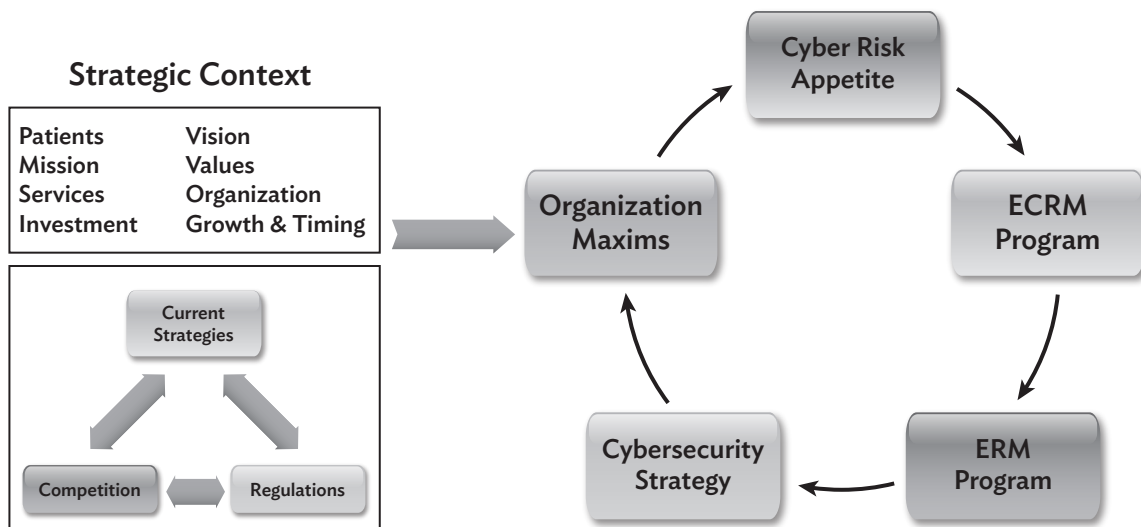 Strategic Context
Patients Vision
Mission Values
Services Organization
Investment Growth & Timing
Current
Strategies
Competition
Regulations
Cyber Risk
Appetite
Organization
Maxims
ECRM
Program
Cybersecurity
Strategy
ERM
Program